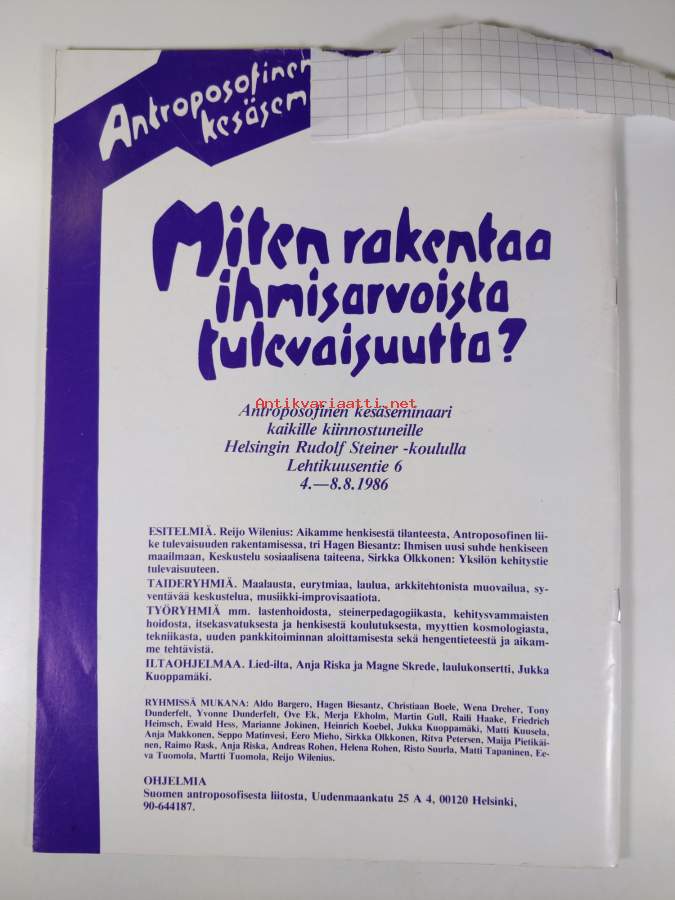 Antroposofinen
kesäsem
Miten rakentaa
ihmisarvoista
tulevaisuutta?
Antikvariaatti.net
Antroposofinen kesäseminaari
kaikille kiinnostuneille
Helsingin Rudolf Steiner -koululla
Lehtikuusentie 6
4.—8.8.1986
ESITELMIÄ. Reijo Wilenius: Aikamme henkisestä tilanteesta, Antroposofinen lii-
ke tulevaisuuden rakentamisessa, tri Hagen Biesantz: Ihmisen uusi suhde henkiseen
maailmaan, Keskustelu sosiaalisena taiteena, Sirkka Olkkonen: Yksilön kehitystie
tulevaisuuteen.
TAIDERYHMIÄ. Maalausta, eurytmiaa, laulua, arkkitehtonista muovailua, sy-
ventävää keskustelua, musiikki-improvisaatiota.
TYÖRYHMIÄ mm. lastenhoidosta, steinerpedagogiikasta, kehitysvammaisten
hoidosta, itsekasvatuksesta ja henkisestä koulutuksesta, myyttien kosmologiasta,
tekniikasta, uuden pankkitoiminnan aloittamisesta sekä hengentieteestä ja aikam-
me tehtävistä.
ILTAOHJELMAA. Lied-ilta, Anja Riska ja Magne Skrede, laulukonsertti, Jukka
Kuoppamäki.
RYHMISSÄ MUKANA: Aldo Bargero, Hagen Biesantz, Christiaan Boele, Wena Dreher, Tony
Dunderfelt, Yvonne Dunderfelt, Ove Ek, Merja Ekholm, Martin Gull, Raili Haake, Friedrich
Heimsch, Ewald Hess, Marianne Jokinen, Heinrich Koebel, Jukka Kuoppamäki, Matti Kuusela,
Anja Makkonen, Seppo Matinvesi, Eero Mieho, Sirkka Olkkonen, Ritva Petersen, Maija Pietikäi-
nen, Raimo Rask, Anja Riska, Andreas Rohen, Helena Rohen, Risto Suurla, Matti Tapaninen, Ee-
va Tuomola, Martti Tuomola, Reijo Wilenius.
OHJELMIA
Suomen antroposofisesta liitosta, Uudenmaankatu 25 A 4, 00120 Helsinki,
90-644187.